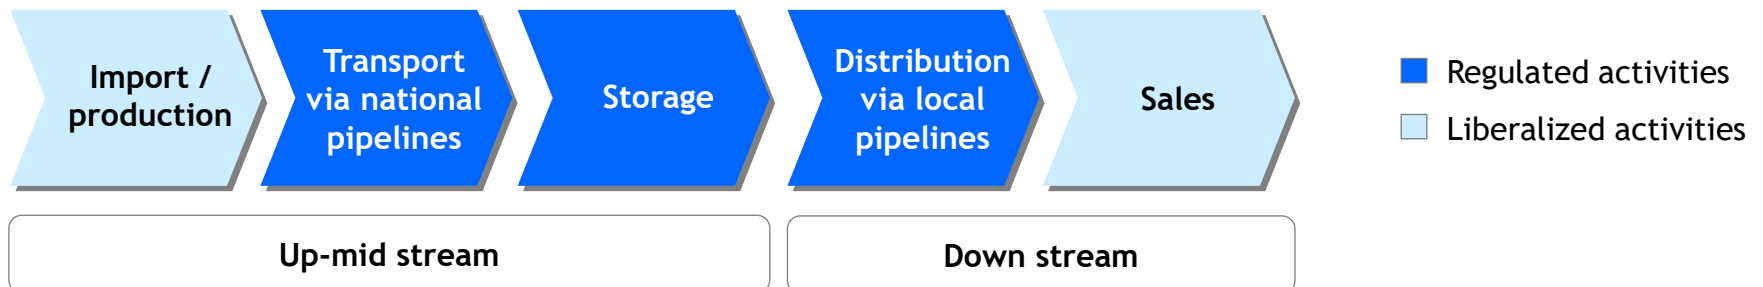 Import /
production
Transport
via national
pipelines
Storage
Distribution
via local
pipelines
Sales
Regulated activities
Liberalized activities
Up-mid stream
Down stream